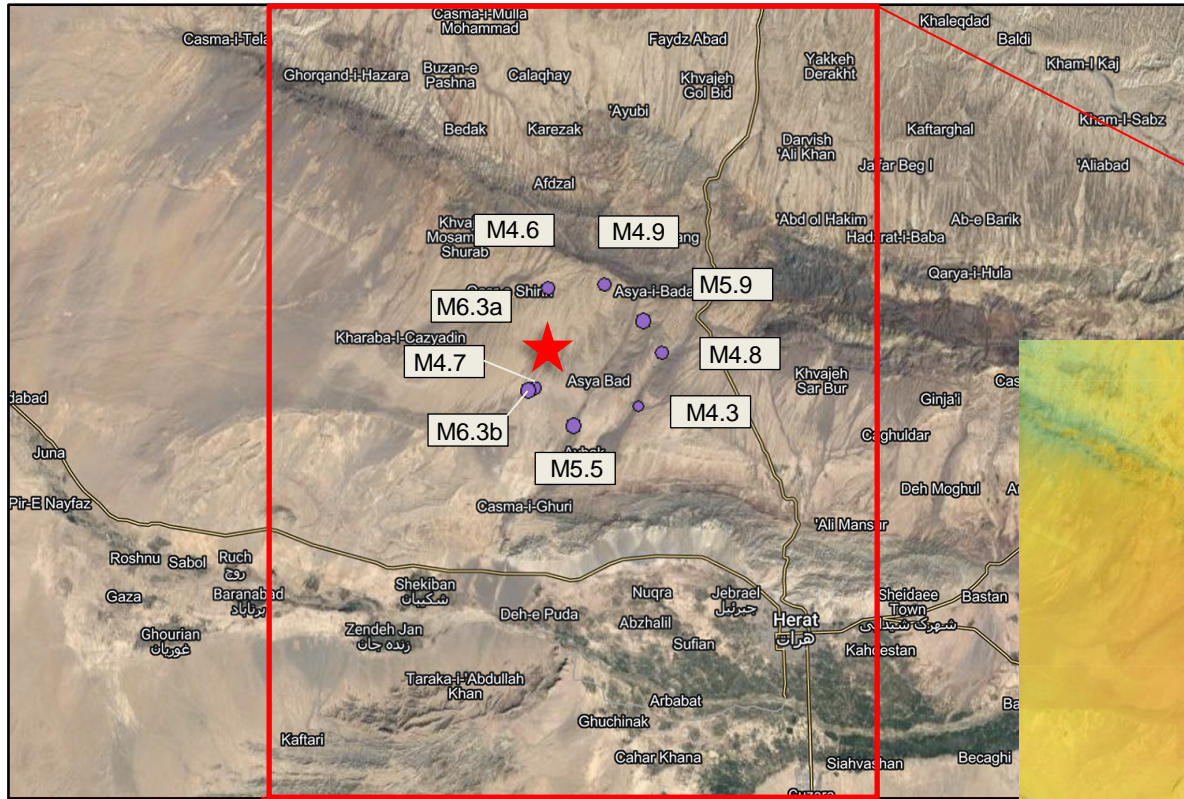 Casma-i-Mulla
Mohammad
Khaleqdad
Casma-i-Tela
Faydz Abad
Baldi
Yakkeh
Derakht
Kham-I Kaj
Ghorqand-i-Hazara
Buzan-e
Pashna
Calaqhay
Khvajeh
Gol Bid
'Ayubi
Kham-I-Sabz
Bedak
Karezak
Kaftarghal
Darvish
'Ali Khan
Jaffar Beg I
'Aliabad
Afdzal
'Abd ol Hakim
Ab-e Barik
M4.6
M4.9
Hadarat-i-Baba
Shurab
Qarya-i-Hula
M5.9
Asya-i-Bada
M6.3a
Kharaba-I-Cazyadin
M4.7
M4.8
Asya Bad
Khvajeh
Sar Bur
Ginja'i
M4.3
M6.3b
Caghuldar
Juna
M5.5
Deh Moghul
Pir-E Nayfaz
Casma-i-Ghuri
'Ali Mansur
Roshnu
Sabol
Ruch
روچ
Gaza
Baranabad
برناباد
Shekiban
شکیبان
Nuqra
Jebrael
جبرئیل
Sheidaee
Town
شهرک شیدایی
Bastan
Deh-e Puda
Abzhalil
Herat
هرات
Ghourian
غوریان
Zendeh Jan
زنده جان
Sufian
Kahdestan
Taraka-i-'Abdullah
Khan
Arbabat
Ghuchinak
Kaftari
Cahar Khana
Siahvashan
Becaghi